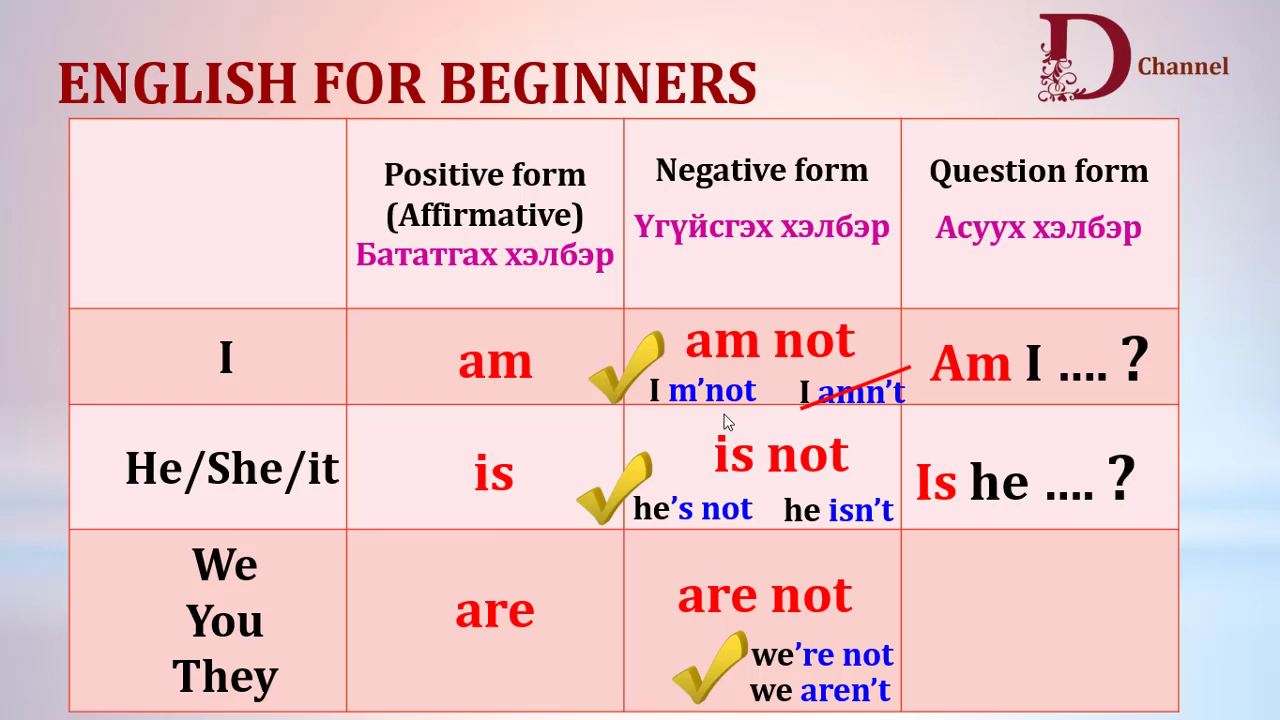 D Channel
ENGLISH FOR BEGINNERS
Positive form
(Affirmative)
Бататгах хэлбэр
Negative form
Үгүйсгэх хэлбэр
Question form
Асуух хэлбэр
I
am
am not
I m’not I amn’t
Am I .... ?
He/She/it
is
is not
he’s not he isn’t
Is he .... ?
We
You
They
are
are not
we’re not
we aren’t